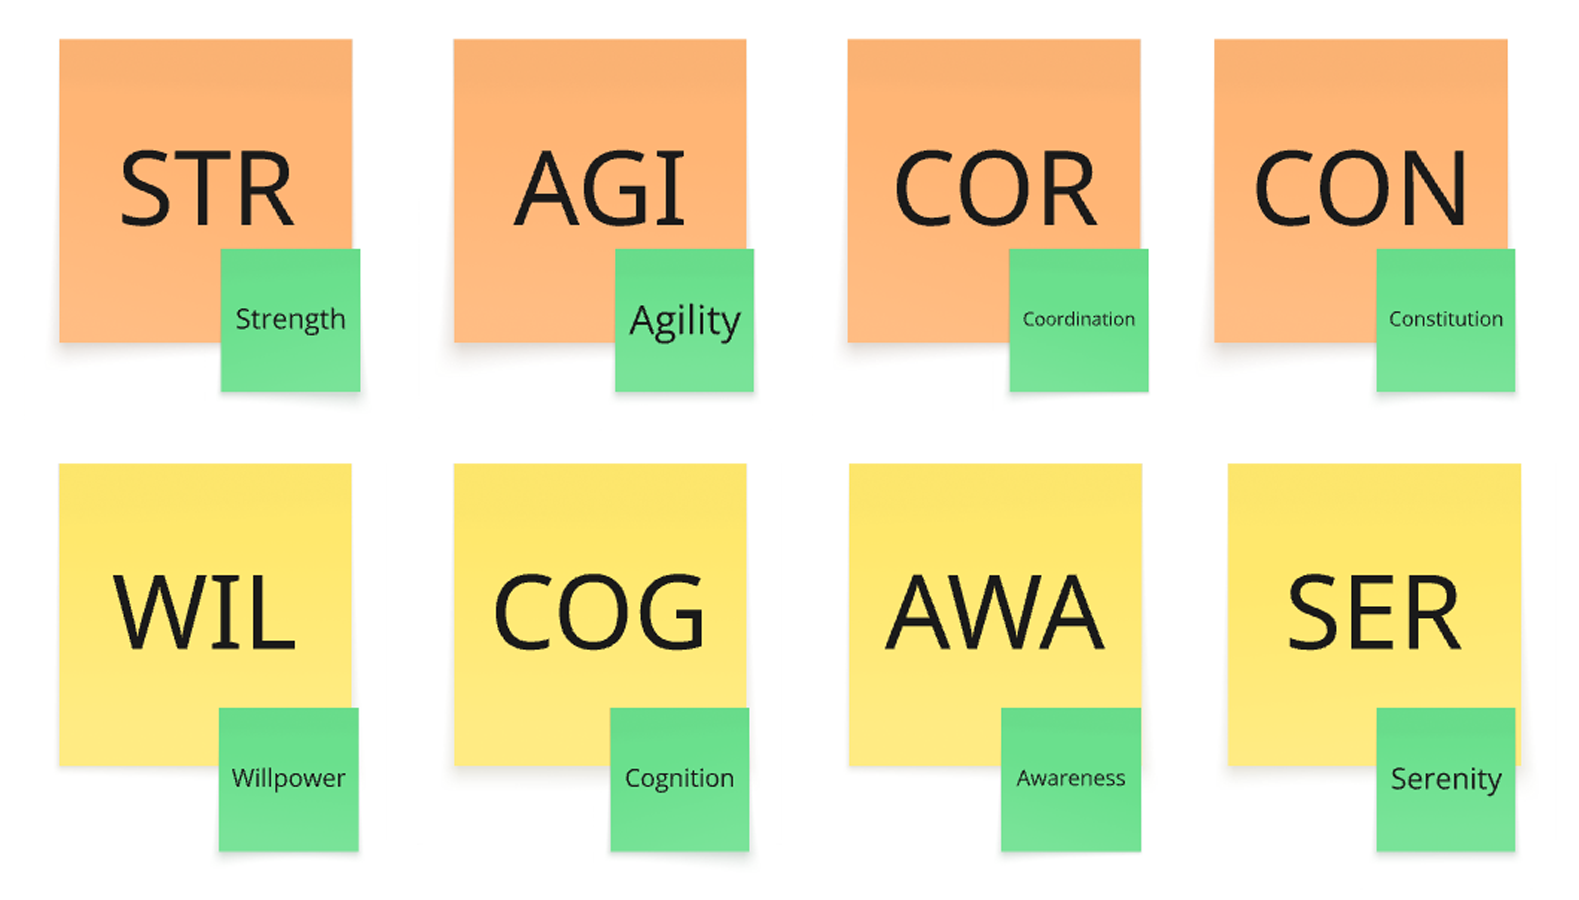 STR
Strength
AGI
Agility
COR
Coordination
CON
Constitution
WIL
Willpower
COG
Cognition
AWA
Awareness
SER
Serenity